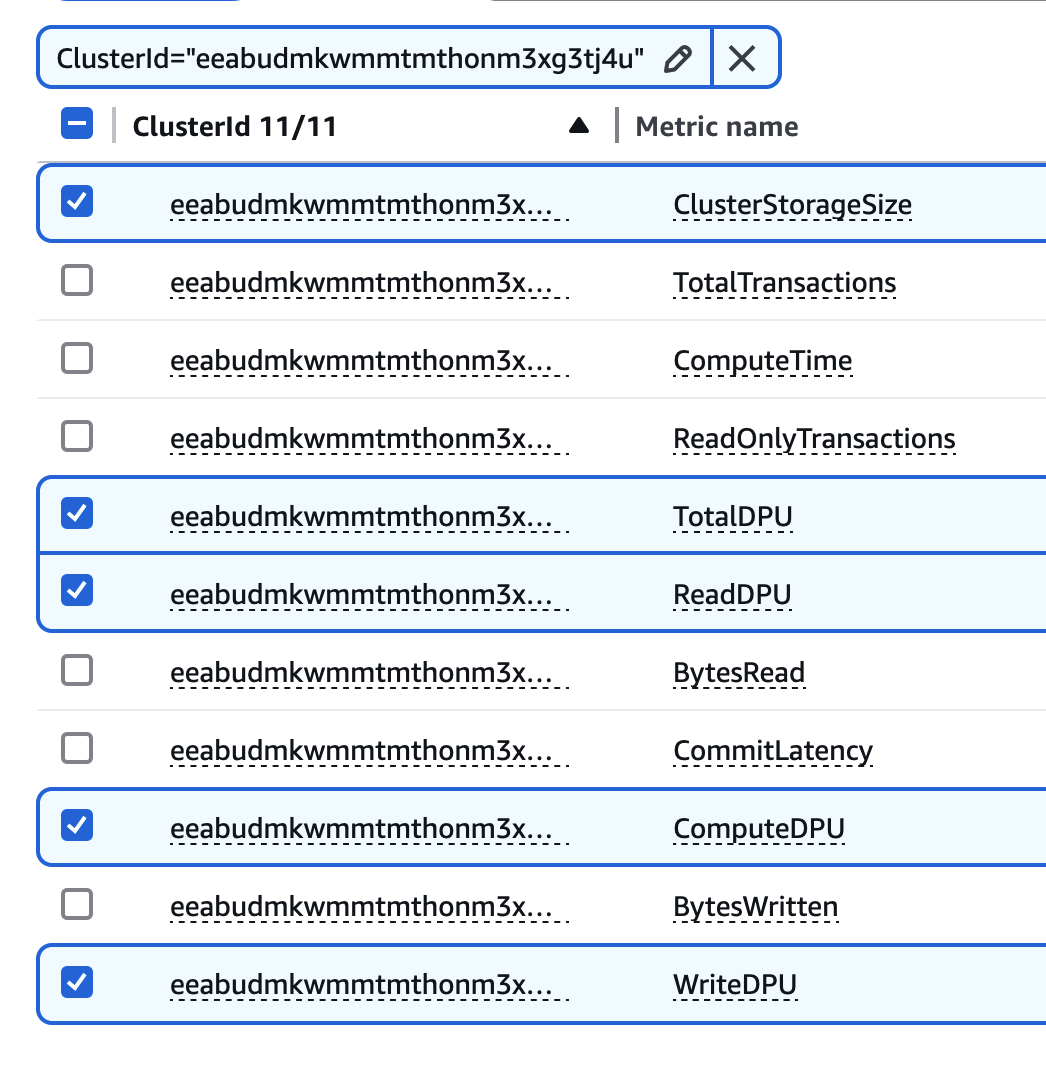 ClusterId="eeabudmkwmmtmthonm3xg3tj4u"
ClusterId 11/11 Metric name
eeabudmkwmmtmthonm3x... ClusterStorageSize
eeabudmkwmmtmthonm3x... TotalTransactions
eeabudmkwmmtmthonm3x... ComputeTime
eeabudmkwmmtmthonm3x... ReadOnlyTransactions
eeabudmkwmmtmthonm3x... TotalDPU
eeabudmkwmmtmthonm3x... ReadDPU
eeabudmkwmmtmthonm3x... BytesRead
eeabudmkwmmtmthonm3x... CommitLatency
eeabudmkwmmtmthonm3x... ComputeDPU
eeabudmkwmmtmthonm3x... BytesWritten
eeabudmkwmmtmthonm3x... WriteDPU